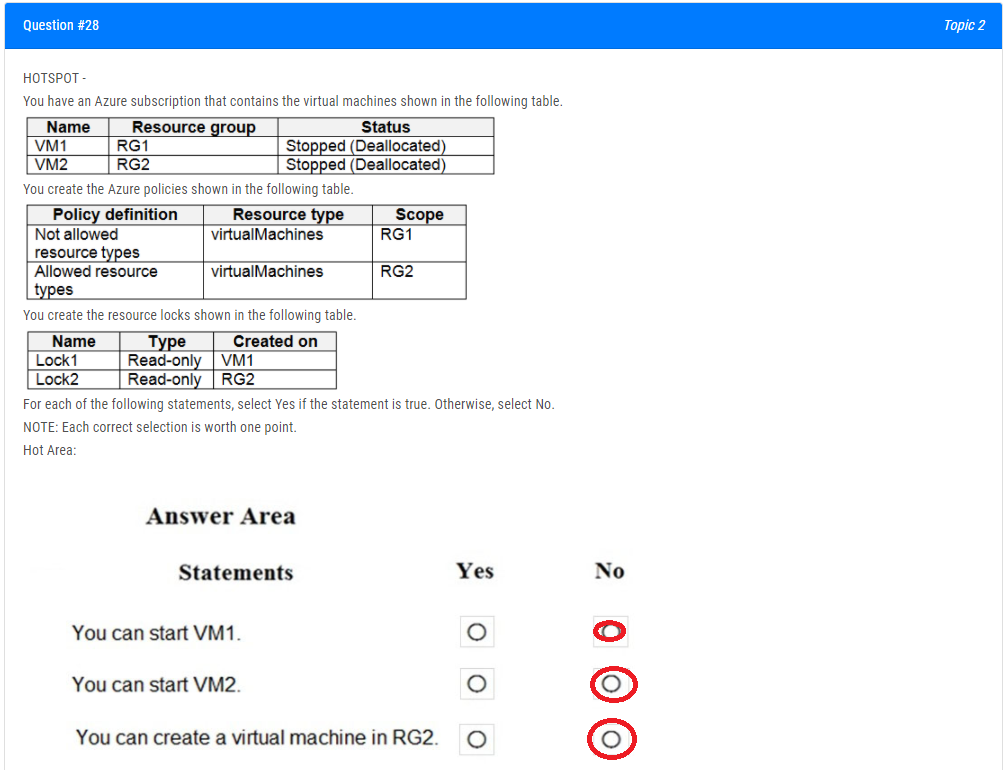 Question #28 Topic 2
HOTSPOT -
You have an Azure subscription that contains the virtual machines shown in the following table.
Name Resource group Status
VM1 RG1 Stopped (Deallocated)
VM2 RG2 Stopped (Deallocated)
You create the Azure policies shown in the following table.
Policy definition Resource type Scope
Not allowed virtualMachines RG1
resource types
Allowed resource virtualMachines RG2
types
You create the resource locks shown in the following table.
Name Type Created on
Lock1 Read-only VM1
Lock2 Read-only RG2
For each of the following statements, select Yes if the statement is true. Otherwise, select No.
NOTE: Each correct selection is worth one point.
Hot Area:
Answer Area
Statements Yes No
You can start VM1.
You can start VM2.
You can create a virtual machine in RG2.